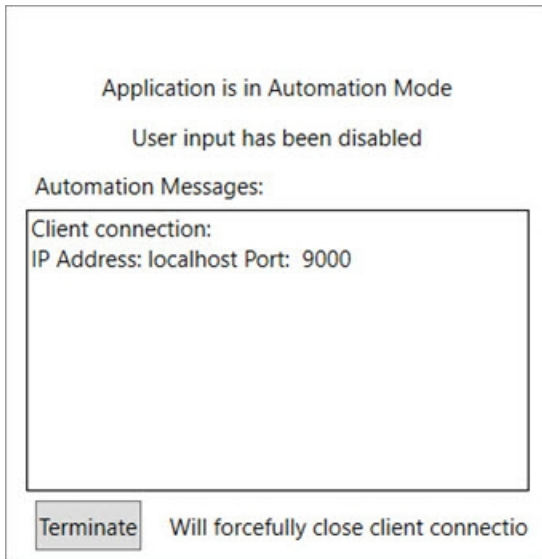 Application is in Automation Mode
User input has been disabled
Automation Messages:
Client connection:
IP Address: localhost Port:  9000
Terminate Will forcefully close client connectio